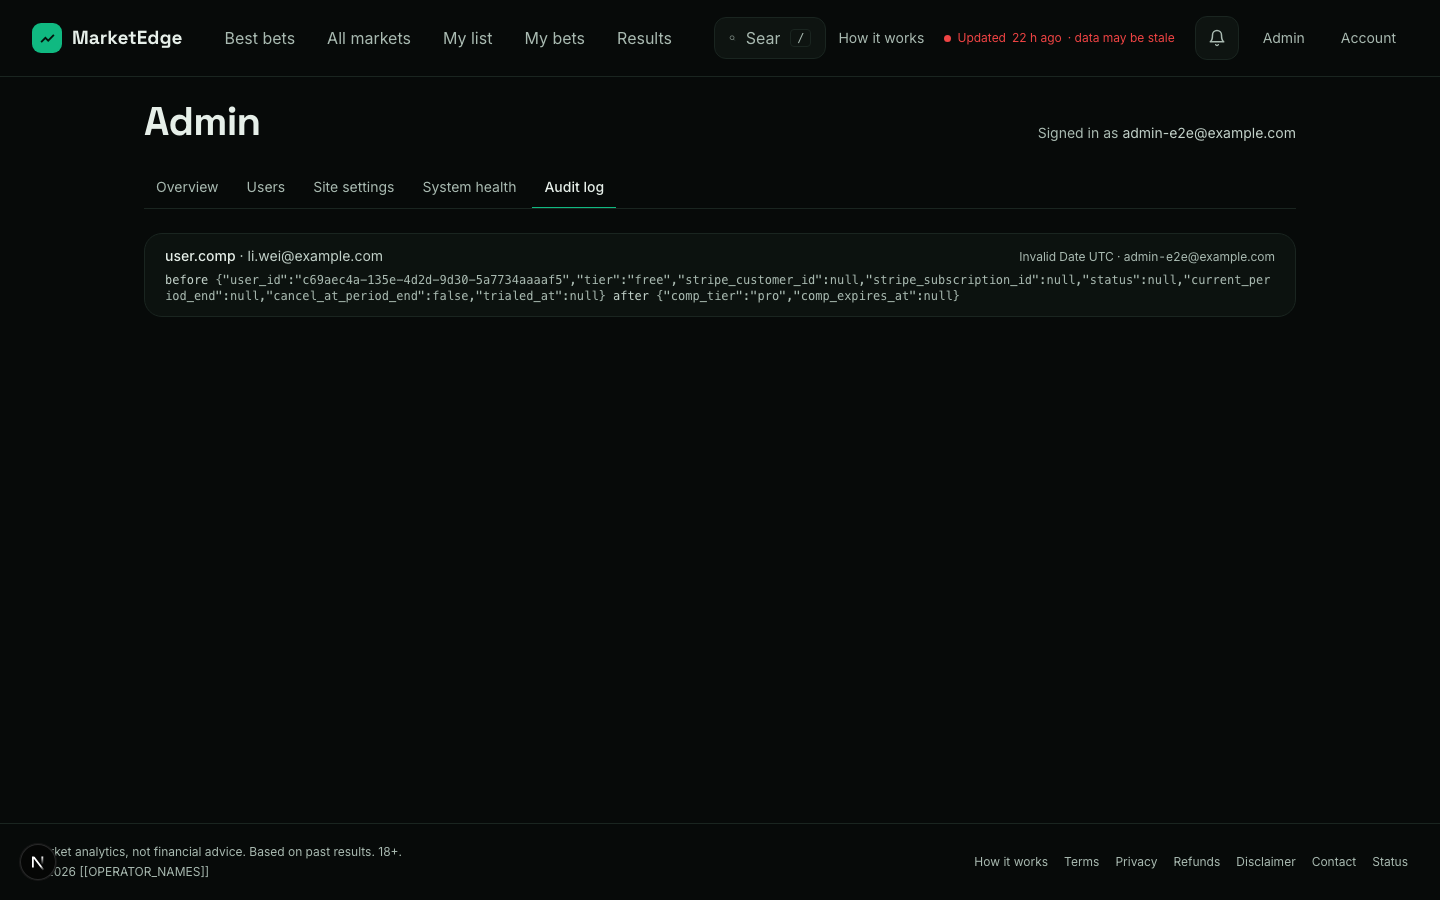 MarketEdge
Best bets
All markets
My list
My bets
Results
Sear /
How it works
Updated 22 h ago · data may be stale
Admin
Account
Admin
Signed in as admin-e2e@example.com
Overview
Users
Site settings
System health
Audit log
user.comp · li.wei@example.com
Invalid Date UTC · admin-e2e@example.com
before {"user_id":"c69aec4a-135e-4d2d-9d30-5a7734aaaaf5","tier":"free","stripe_customer_id":null,"stripe_subscription_id":null,"status":null,"current_per
iod_end":null,"cancel_at_period_end":false,"trialed_at":null} after {"comp_tier":"pro","comp_expires_at":null}
ket analytics, not financial advice. Based on past results. 18+.
026 [[OPERATOR_NAMES]]
How it works
Terms
Privacy
Refunds
Disclaimer
Contact
Status